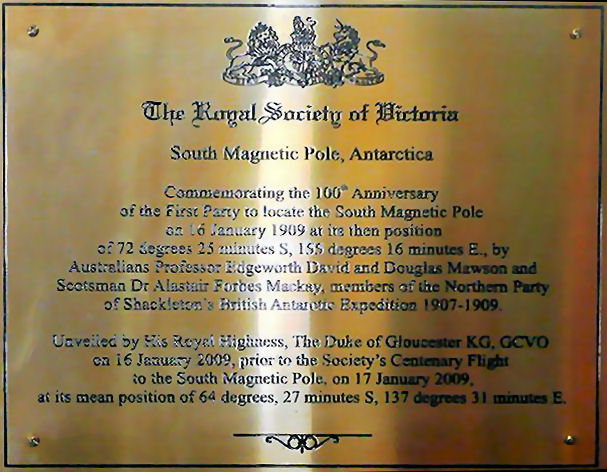 The Royal Society of Victoria
South Magnetic Pole, Antarctica
Commemorating the 100th Anniversary
of the First Party to locate the South Magnetic Pole
on 16 January 1909 at its then position
of 72 degrees 25 minutes S, 155 degrees 16 minutes E., by
Australians Professor Edgeworth David and Douglas Mawson and
Scotsman Dr Alastair Forbes Mackay, members of the Northern Party
of Shackleton's British Antarctic Expedition 1907-1909.
Unveiled by His Royal Highness, The Duke of Gloucester KG, GCVO
on 16 January 2009, prior to the Society's Centenary Flight
to the South Magnetic Pole, on 17 January 2009,
at its mean position of 64 degrees, 27 minutes S, 137 degrees 31 minutes E.